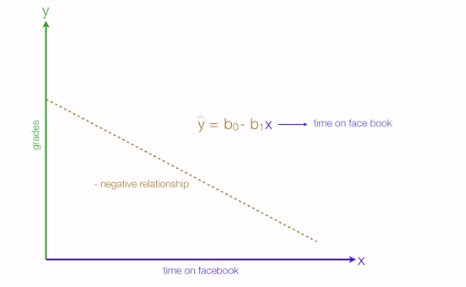 y
grades
ŷ = b₀ - b₁x → time on face book
- negative relationship
x
time on facebook